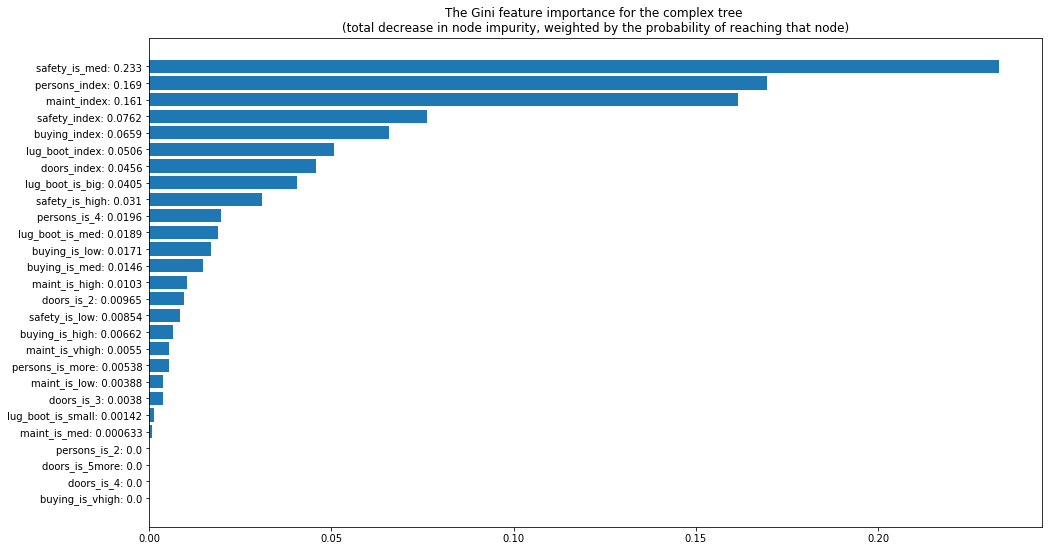 The Gini feature importance for the complex tree
(total decrease in node impurity, weighted by the probability of reaching that node)
safety_is_med: 0.233
persons_index: 0.169
maint_index: 0.161
safety_index: 0.0762
buying_index: 0.0659
lug_boot_index: 0.0506
doors_index: 0.0456
lug_boot_is_big: 0.0405
safety_is_high: 0.031
persons_is_4: 0.0196
lug_boot_is_med: 0.0189
buying_is_low: 0.0171
buying_is_med: 0.0146
maint_is_high: 0.0103
doors_is_2: 0.00965
safety_is_low: 0.00854
buying_is_high: 0.00662
maint_is_vhigh: 0.0055
persons_is_more: 0.00538
maint_is_low: 0.00388
doors_is_3: 0.0038
lug_boot_is_small: 0.00142
maint_is_med: 0.000633
persons_is_2: 0.0
doors_is_5more: 0.0
doors_is_4: 0.0
buying_is_vhigh: 0.0
0.00 0.05 0.10 0.15 0.20